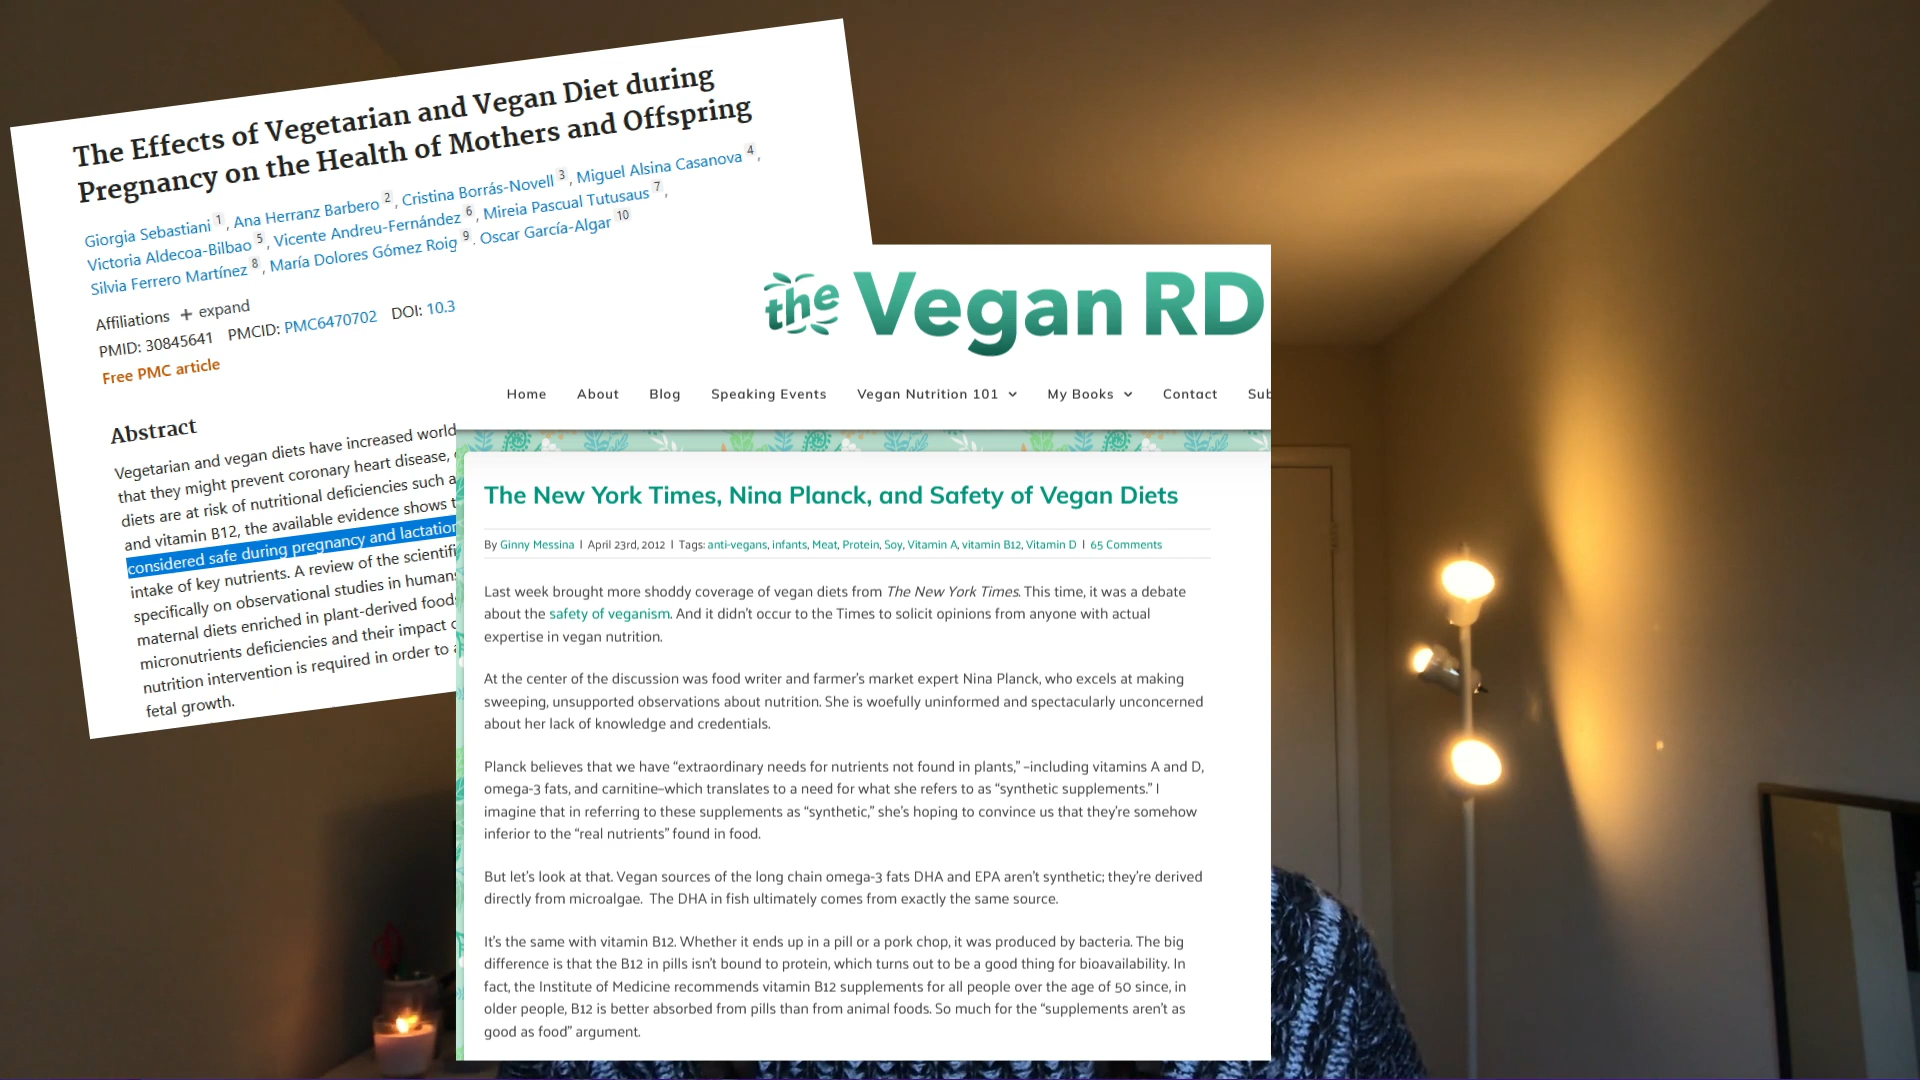 The Effects of Vegetarian and Vegan Diet during
Pregnancy on the Health of Mothers and Offspring
Giorgia Sebastiani 1, Ana Herranz Barbero 2, Cristina Borrás-Novell 3, Miguel Alsina Casanova 4,
Victoria Aldecoa-Bilbao 5, Vicente Andreu-Fernández 6, Mireia Pascual Tutusaus 7,
Silvia Ferrero Martínez 8, María Dolores Gómez Roig 9, Oscar García-Algar 10
Affiliations + expand
PMID: 30845641 PMCID: PMC6470702 DOI: 10.3
Free PMC article
Abstract
Vegetarian and vegan diets have increased world
that they might prevent coronary heart disease,
diets are at risk of nutritional deficiencies such a
and vitamin B12, the available evidence shows
considered safe during pregnancy and lactation
intake of key nutrients. A review of the scientifi
specifically on observational studies in humans
maternal diets enriched in plant-derived foods
micronutrients deficiencies and their impact
nutrition intervention is required in order to
fetal growth.
the Vegan RD
Home About Blog Speaking Events Vegan Nutrition 101 My Books Contact Sub
The New York Times, Nina Planck, and Safety of Vegan Diets
By Ginny Messina | April 23rd, 2012 | Tags: anti-vegans, infants, Meat, Protein, Soy, Vitamin A, vitamin B12, Vitamin D | 65 Comments
Last week brought more shoddy coverage of vegan diets from The New York Times. This time, it was a debate
about the safety of veganism. And it didn't occur to the Times to solicit opinions from anyone with actual
expertise in vegan nutrition.
At the center of the discussion was food writer and farmer's market expert Nina Planck, who excels at making
sweeping, unsupported observations about nutrition. She is woefully uninformed and spectacularly unconcerned
about her lack of knowledge and credentials.
Planck believes that we have “extraordinary needs for nutrients not found in plants,” –including vitamins A and D,
omega-3 fats, and carnitine–which translates to a need for what she refers to as “synthetic supplements.” I
imagine that in referring to these supplements as “synthetic,” she's hoping to convince us that they're somehow
inferior to the “real nutrients” found in food.
But let's look at that. Vegan sources of the long chain omega-3 fats DHA and EPA aren't synthetic; they're derived
directly from microalgae. The DHA in fish ultimately comes from exactly the same source.
It's the same with vitamin B12. Whether it ends up in a pill or a pork chop, it was produced by bacteria. The big
difference is that the B12 in pills isn't bound to protein, which turns out to be a good thing for bioavailability. In
fact, the Institute of Medicine recommends vitamin B12 supplements for all people over the age of 50 since, in
older people, B12 is better absorbed from pills than from animal foods. So much for the “supplements aren't as
good as food” argument.